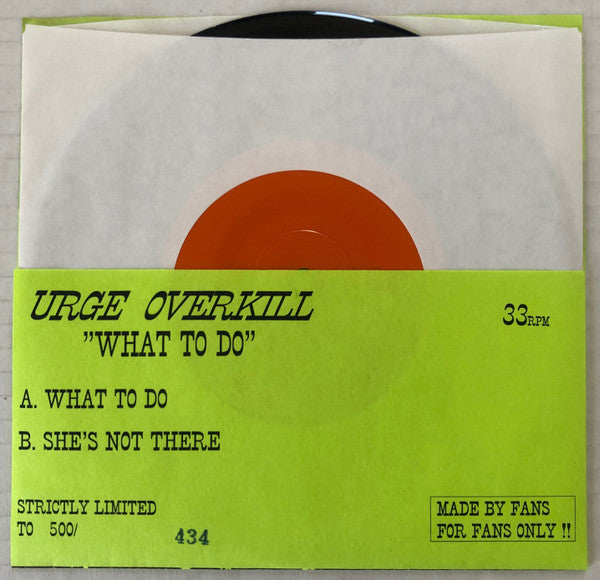 URGE OVERKILL
33RPM
"WHAT TO DO"
A. WHAT TO DO
B. SHE'S NOT THERE
STRICTLY LIMITED
TO 500/ 434
MADE BY FANS
FOR FANS ONLY !!